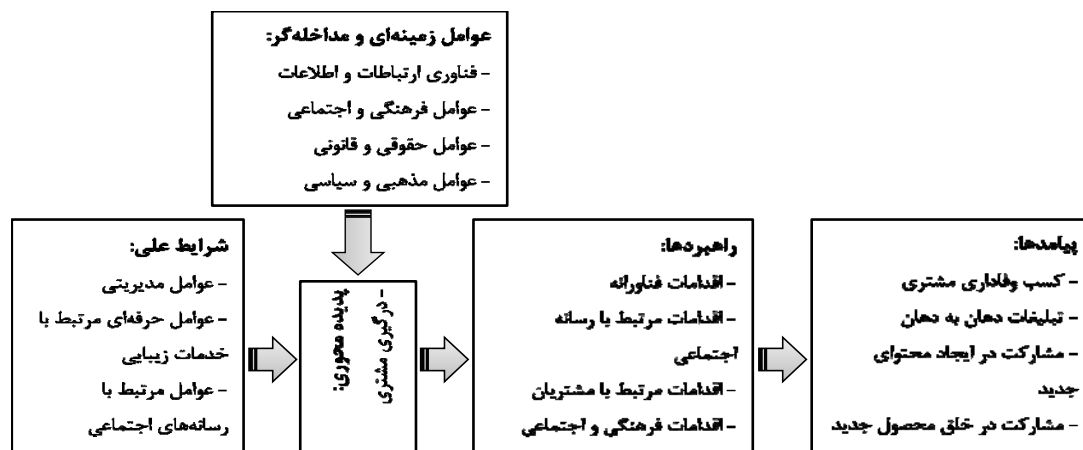 عوامل زمینه‌ای و مداخله‌گر:
- فناوری ارتباطات و اطلاعات
- عوامل فرهنگی و اجتماعی
- عوامل حقوقی و قانونی
- عوامل مذهبی و سیاسی
شرایط علی:
- عوامل مدیریتی
- عوامل حرفه‌ای مرتبط با
خدمات زیبایی
- عوامل مرتبط با
رسانه‌های اجتماعی
پدیده محوری:
- درگیری مشتری
راهبردها:
- اقدامات فناورانه
- اقدامات مرتبط با رسانه
اجتماعی
- اقدامات مرتبط با مشتریان
- اقدامات فرهنگی و اجتماعی
پیامدها:
- کسب وفاداری مشتری
- تبلیغات دهان به دهان
- مشارکت در ایجاد محتوای
جدید
- مشارکت در خلق محصول جدید